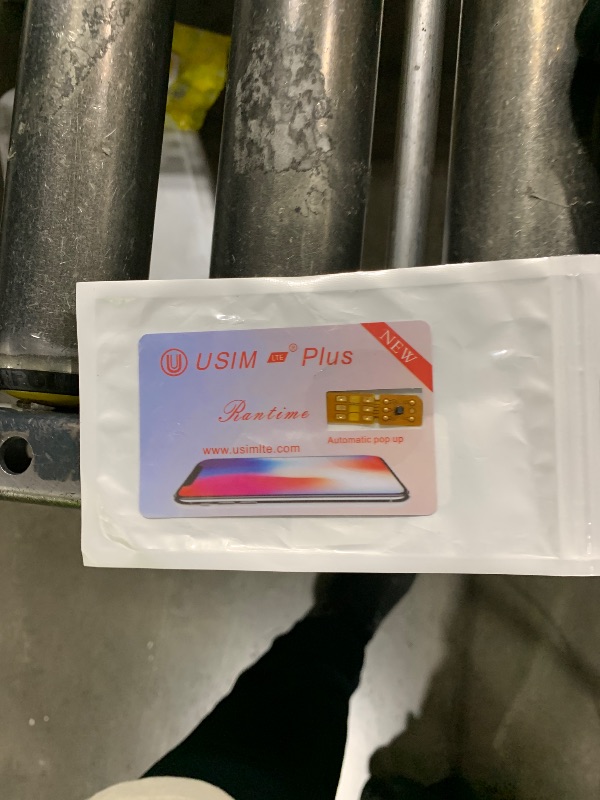 U USIM LTE ® Plus
NEW
Rantime
Automatic pop up
www.usimlte.com